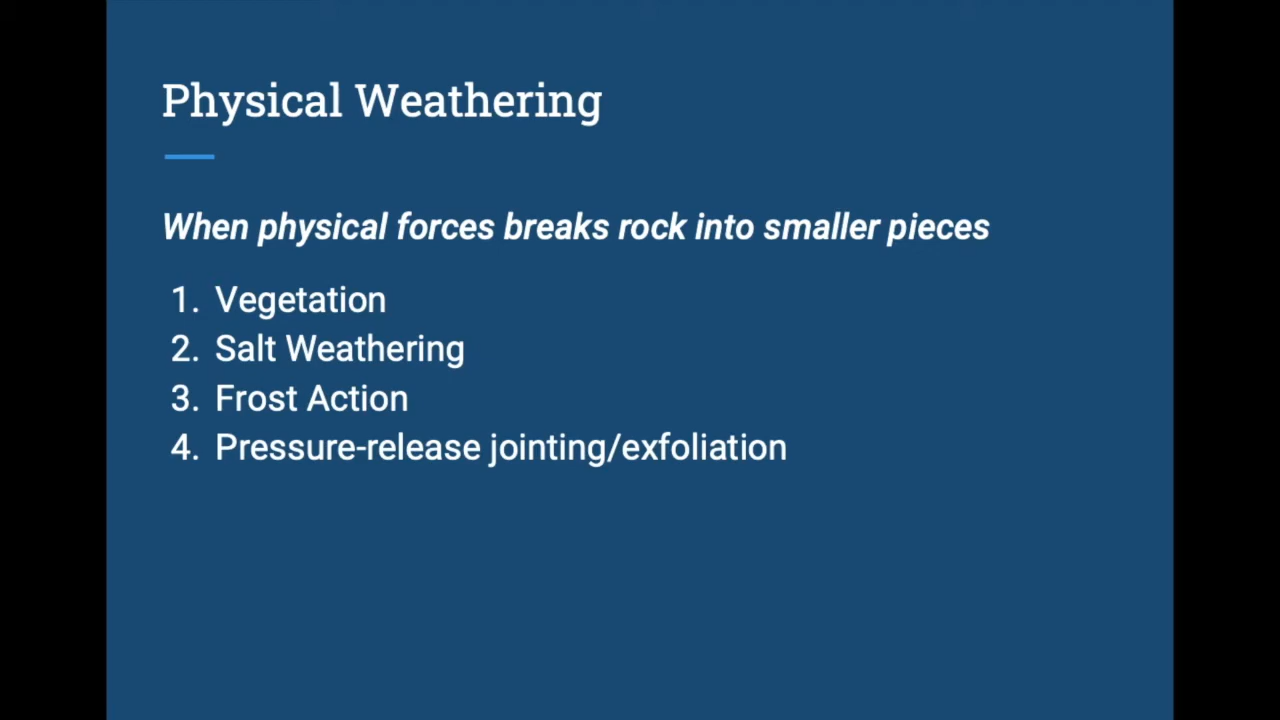 Physical Weathering
When physical forces breaks rock into smaller pieces
1. Vegetation
2. Salt Weathering
3. Frost Action
4. Pressure-release jointing/exfoliation